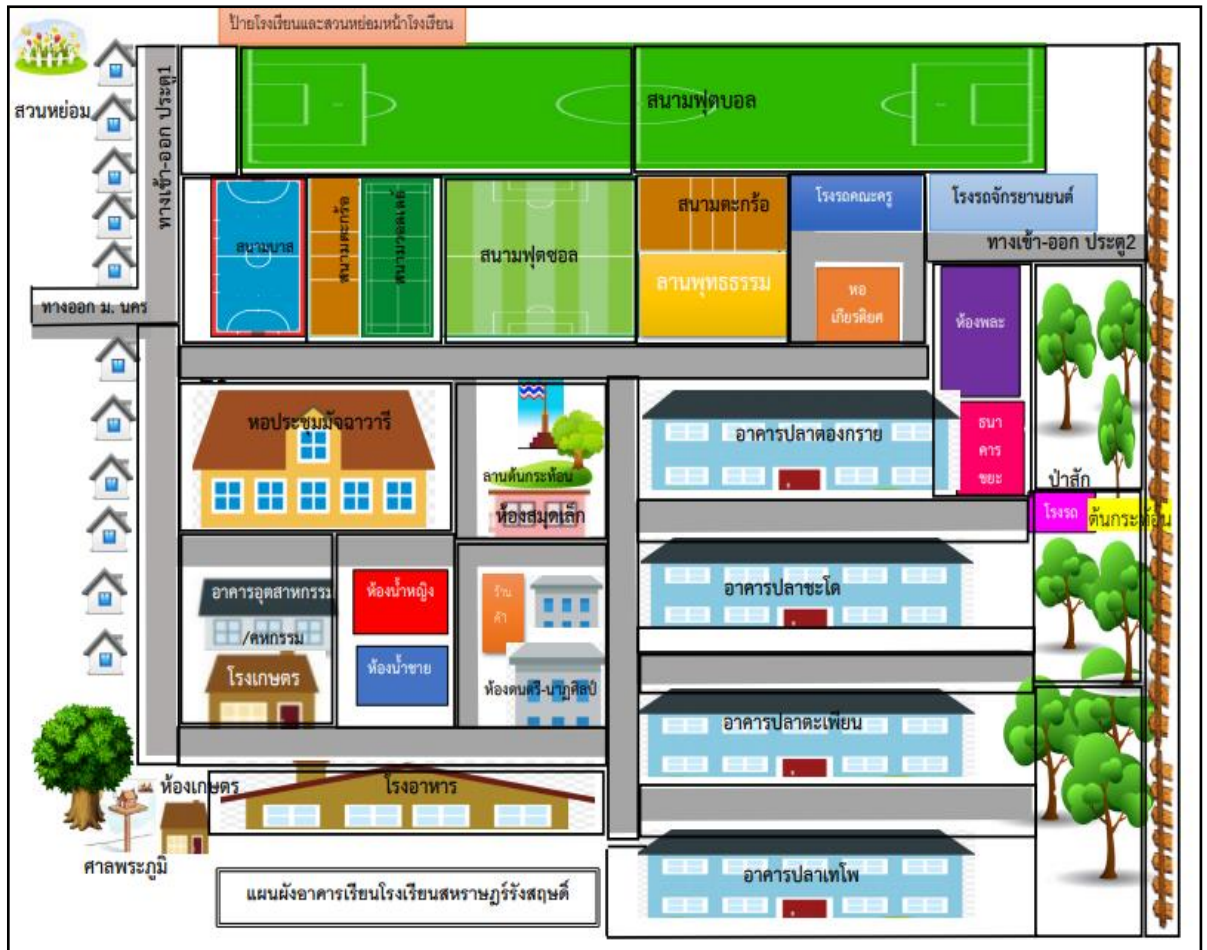 ป้ายโรงเรียนและสวนหย่อมหน้าโรงเรียน
สวนหย่อม
ทางเข้า-ออก ประตู1
สนามฟุตบอล
สนามบาส
สนามตะกร้อ
สนามวอลเลย์
สนามฟุตซอล
สนามตะกร้อ
ลานพุทธธรรม
โรงรถคณะครู
หอ
เกียรติยศ
โรงรถจักรยานยนต์
ทางเข้า-ออก ประตู2
ทางออก ม. นคร
ห้องพละ
หอประชุมมัจฉาวารี
ลานต้นกระท้อน
ห้องสมุดเล็ก
อาคารปลาตองกราย
ธนา
คาร
ขยะ
ป่าสัก
โรงรถ
ต้นกระท้อน
อาคารอุตสาหกรรม
/คหกรรม
โรงเกษตร
ห้องน้ำหญิง
ห้องน้ำชาย
ร้าน
ค้า
ห้องดนตรี-นาฏศิลป์
อาคารปลาชะโด
อาคารปลาตะเพียน
ห้องเกษตร
โรงอาหาร
ศาลพระภูมิ
อาคารปลาเทโพ
แผนผังอาคารเรียนโรงเรียนสหราษฎร์รังสฤษดิ์